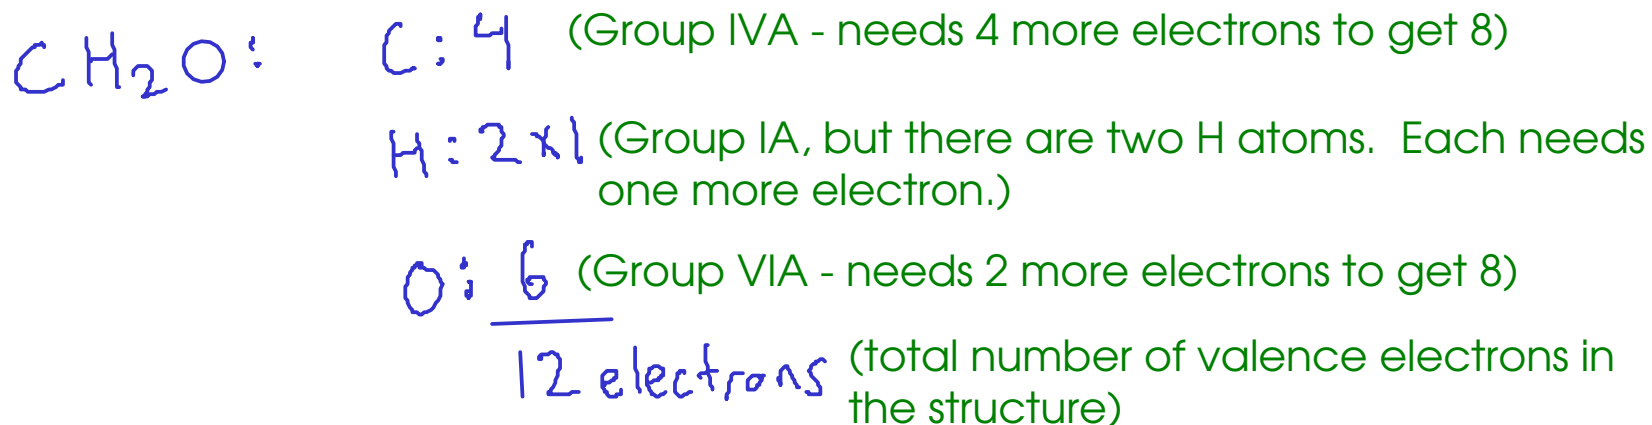 CH₂O: C: 4 (Group IVA - needs 4 more electrons to get 8)
H: 2x1 (Group IA, but there are two H atoms. Each needs
one more electron.)
O: 6 (Group VIA - needs 2 more electrons to get 8)
12 electrons (total number of valence electrons in
the structure)